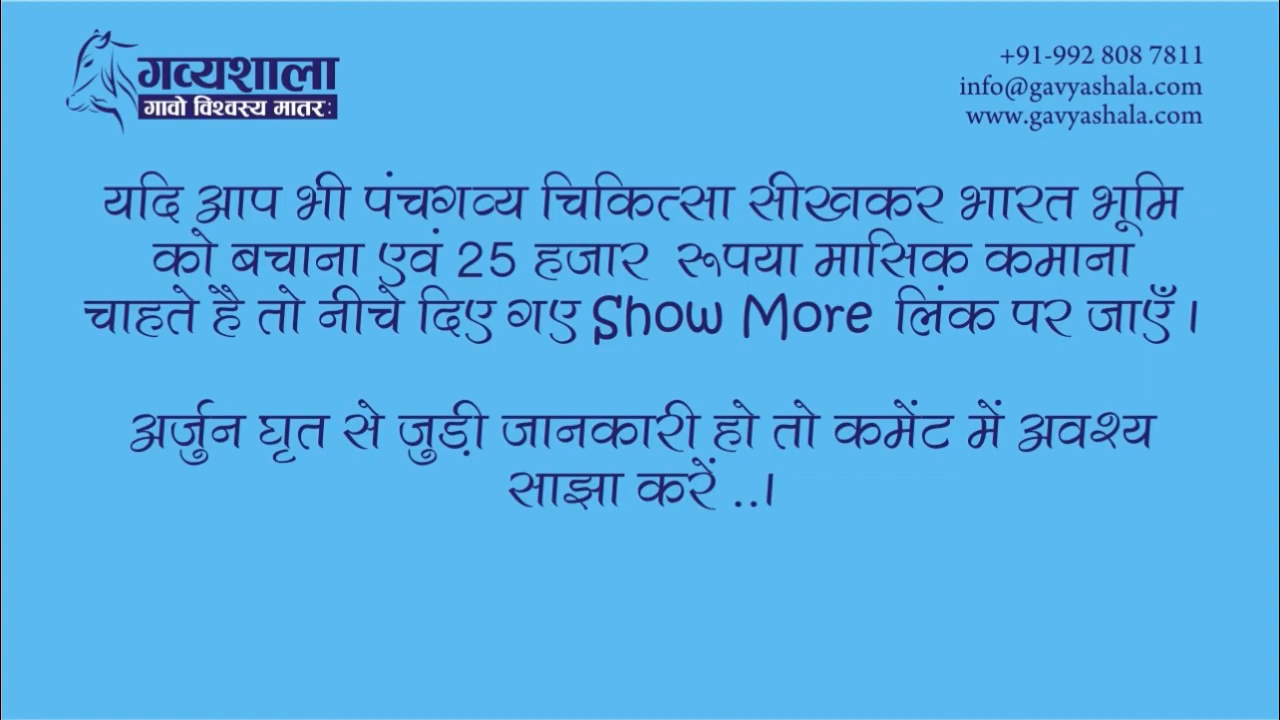 गव्यशाला
गावो विश्वस्य मातरः
+91-992 808 7811
info@gavyashala.com
www.gavyashala.com
यदि आप भी पंचगव्य चिकित्सा सीखकर भारत भूमि
को बचाना एवं 25 हजार रूपया मासिक कमाना
चाहते है तो नीचे दिए गए Show More लिंक पर जाएँ ।
अर्जुन घृत से जुड़ी जानकारी हो तो कमेंट में अवश्य
साझा करें ..।